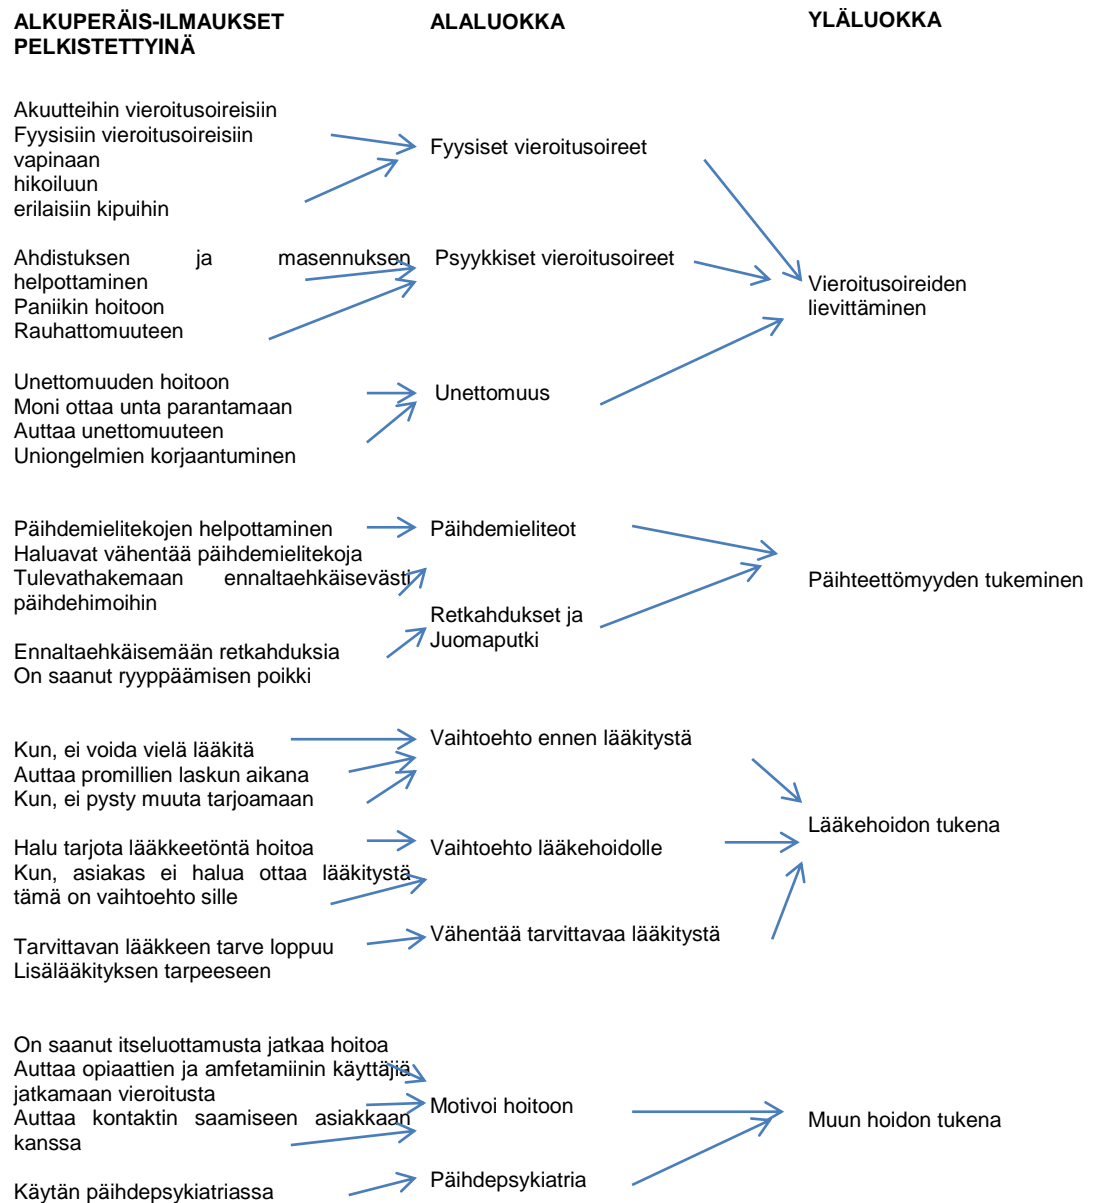 ALKUPERÄIS-ILMAUKSET PELKISTETTYINÄ
ALALUOKKA
YLÄLUOKKA
Akuutteihin vieroitusoireisiin
Fyysisiin vieroitusoireisiin
vapinaan
hikoiluun
erilaisiin kipuihin
Fyysiset vieroitusoireet
Ahdistuksen ja masennuksen
helpottaminen
Paniikin hoitoon
Rauhattomuuteen
Psyykkiset vieroitusoireet
Vieroitusoireiden
lievittäminen
Unettomuuden hoitoon
Moni ottaa unta parantamaan
Auttaa unettomuuteen
Uniongelmien korjaantuminen
Unettomuus
Päihdemielitekojen helpottaminen
Haluavat vähentää päihdemielitekoja
Tulevathakemaan ennaltaehkäisevästi
päihdehimoihin
Päihdemieliteot
Päihteettömyyden tukeminen
Ennaltaehkäisemään retkahduksia
On saanut ryyppäämisen poikki
Retkahdukset ja
Juomaputki
Kun, ei voida vielä lääkitä
Auttaa promillien laskun aikana
Kun, ei pysty muuta tarjoamaan
Vaihtoehto ennen lääkitystä
Lääkehoidon tukena
Halu tarjota lääkkeetöntä hoitoa
Kun, asiakas ei halua ottaa lääkitystä
tämä on vaihtoehto sille
Vaihtoehto lääkehoidolle
Tarvittavan lääkkeen tarve loppuu
Lisälääkityksen tarpeeseen
Vähentää tarvittavaa lääkitystä
On saanut itseluottamusta jatkaa hoitoa
Auttaa opiaattien ja amfetamiinin käyttäjiä
jatkamaan vieroitusta
Auttaa kontaktin saamiseen asiakkaan
kanssa
Motivoi hoitoon
Muun hoidon tukena
Käytän päihdepsykiatriassa
Päihdepsykiatria